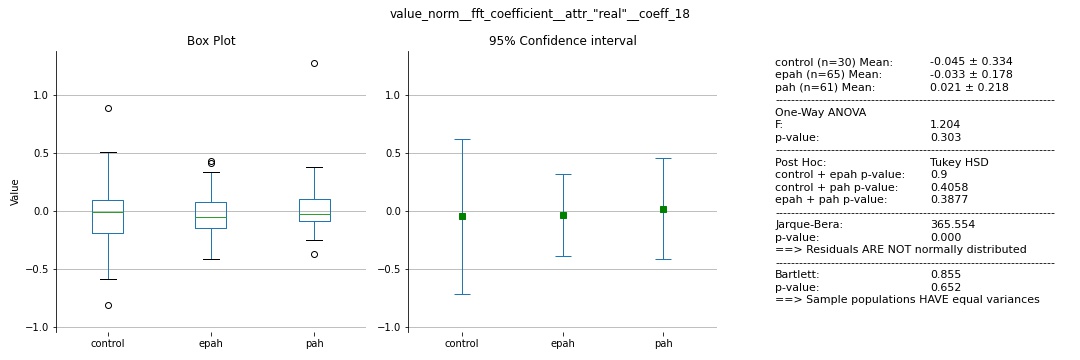 value_norm__fft_coefficient__attr_"real"__coeff_18
Box Plot
Value
1.0
0.5
0.0
−0.5
−1.0
control epah pah
95% Confidence interval
1.0
0.5
0.0
−0.5
−1.0
control epah pah
control (n=30) Mean: -0.045 ± 0.334
epah (n=65) Mean: -0.033 ± 0.178
pah (n=61) Mean: 0.021 ± 0.218
One-Way ANOVA
F: 1.204
p-value: 0.303
Post Hoc: Tukey HSD
control + epah p-value: 0.9
control + pah p-value: 0.4058
epah + pah p-value: 0.3877
Jarque-Bera: 365.554
p-value: 0.000
==> Residuals ARE NOT normally distributed
Bartlett: 0.855
p-value: 0.652
==> Sample populations HAVE equal variances